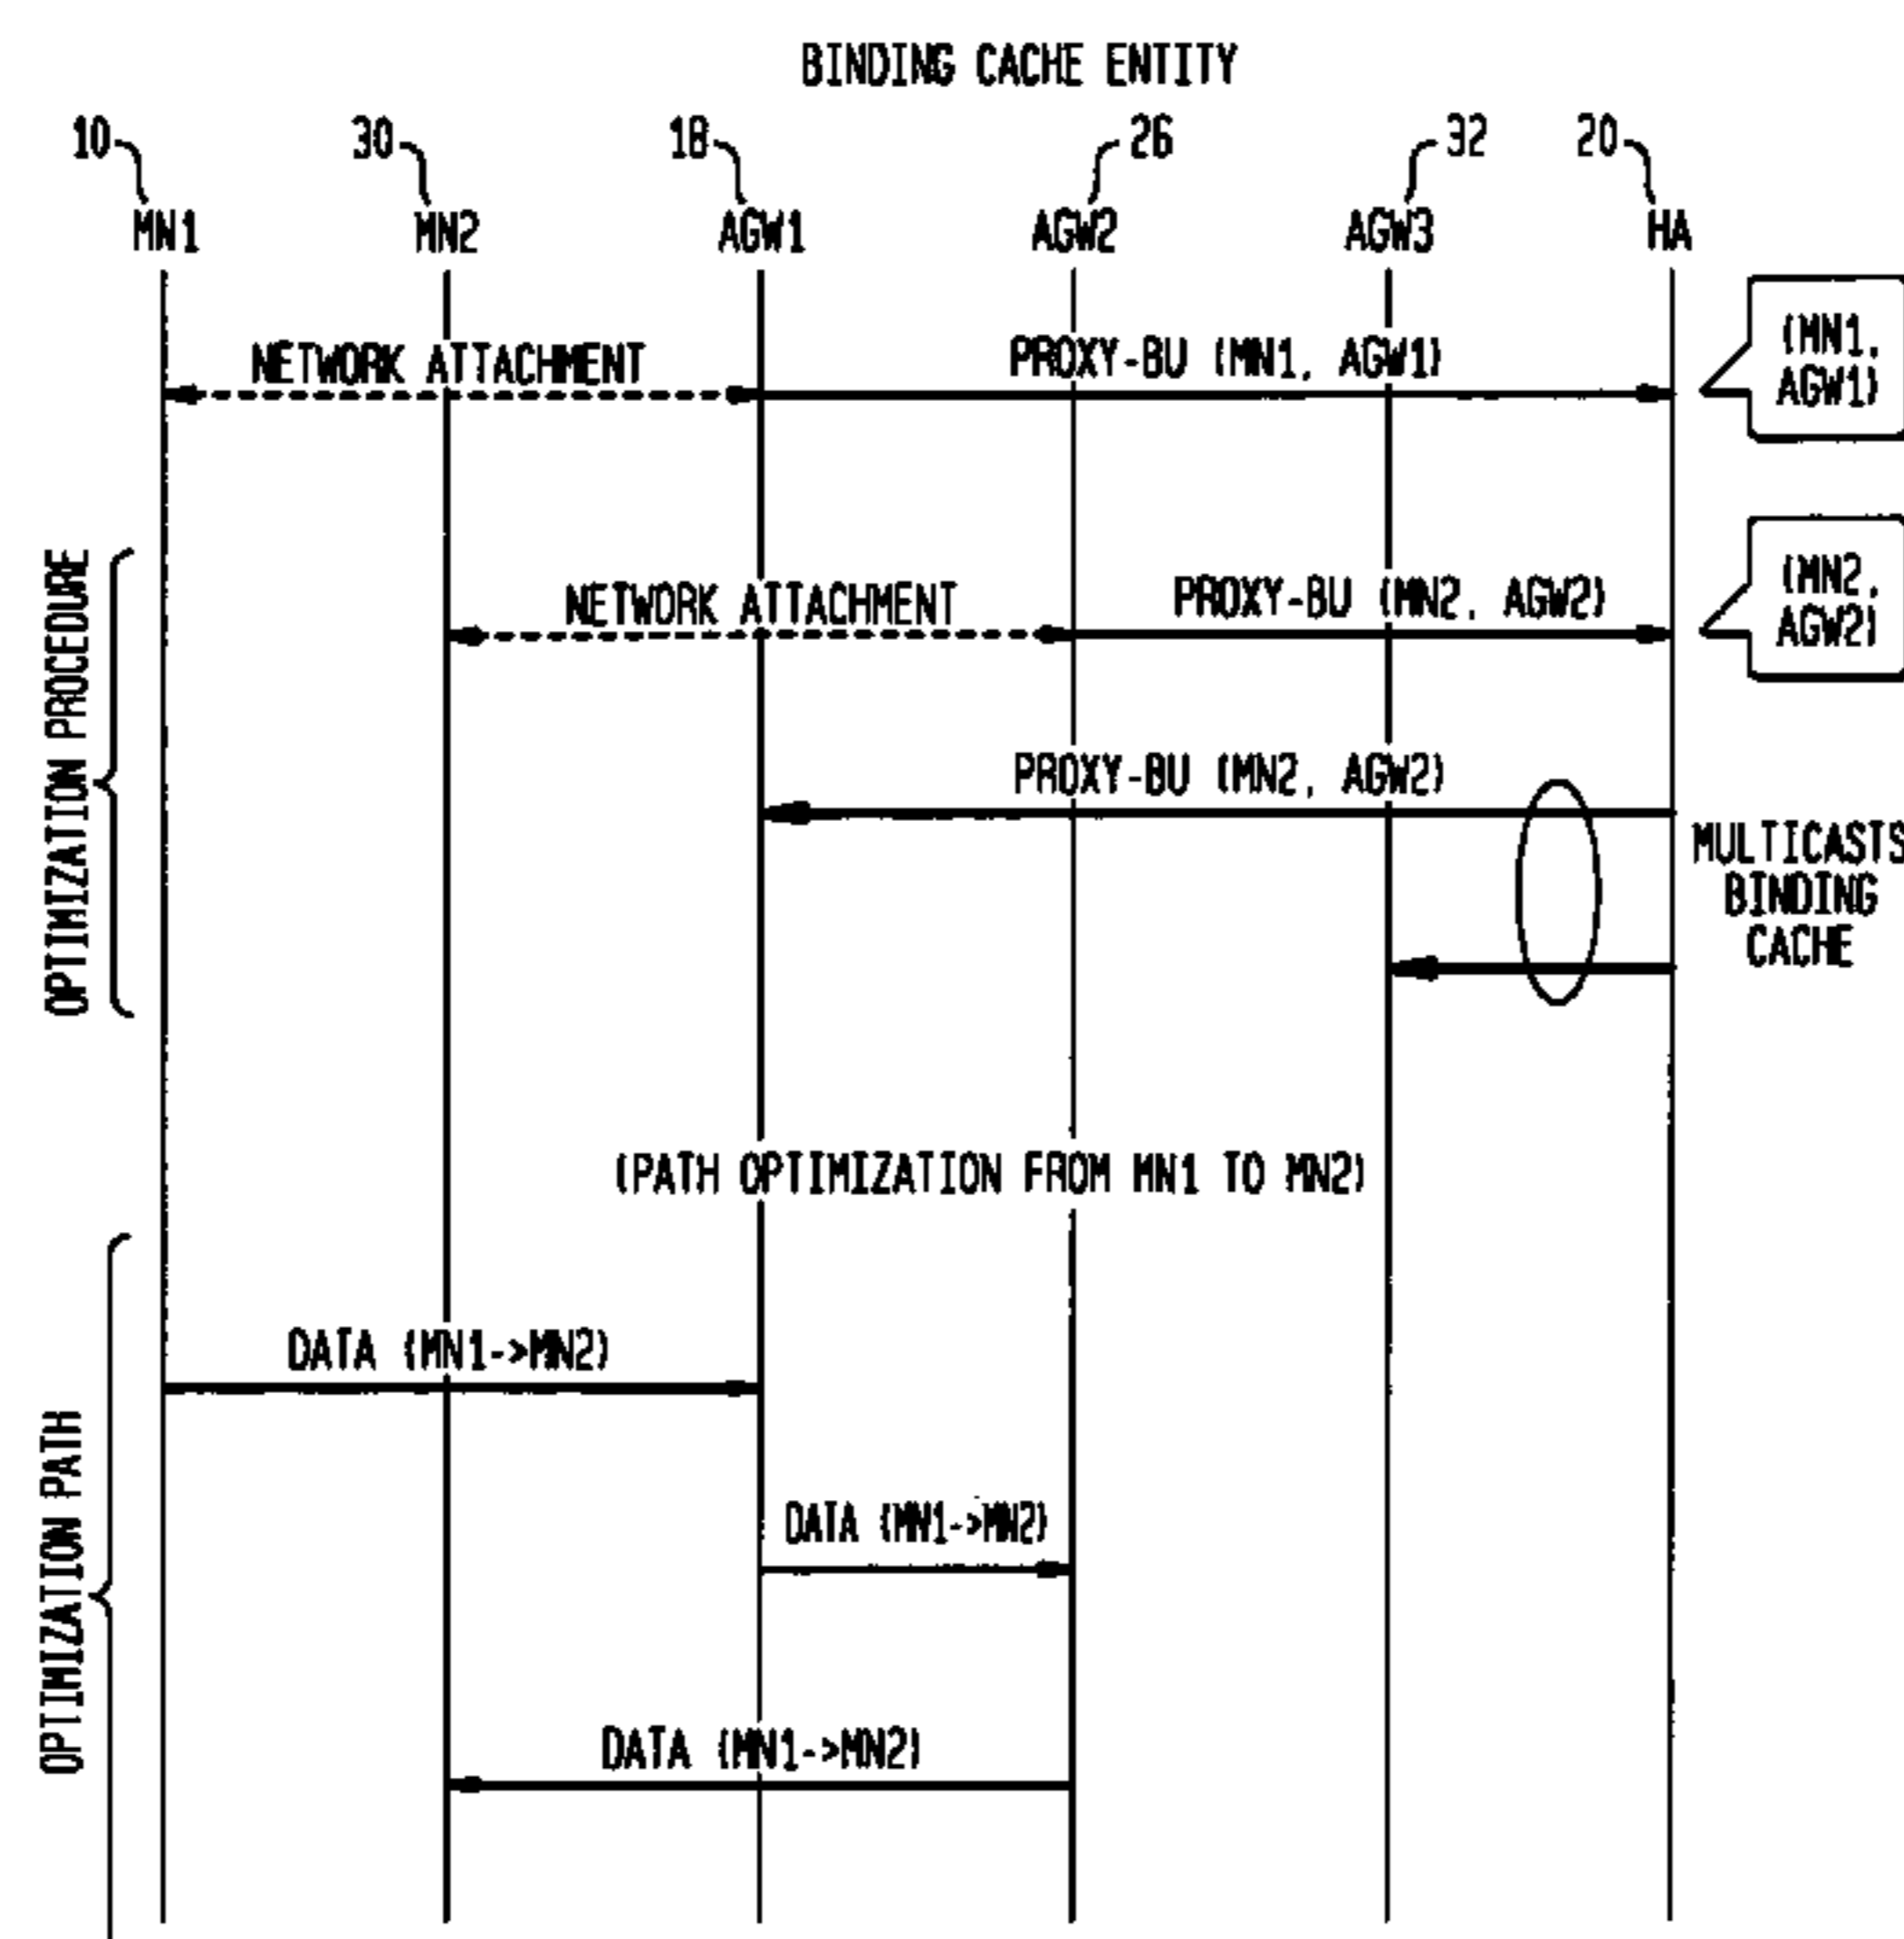 BINDING CACHE ENTITY
10 30 18 26 32 20
MN1 MN2 AGW1 AGW2 AGW3 HA
NETWORK ATTACHMENT
PROXY-BU (MN1, AGW1)
(MN1,
AGW1)
OPTIMIZATION PROCEDURE
NETWORK ATTACHMENT
PROXY-BU (MN2, AGW2)
(MN2,
AGW2)
PROXY-BU (MN2, AGW2)
MULTICASTS
BINDING
CACHE
(PATH OPTIMIZATION FROM MN1 TO MN2)
OPTIMIZATION PATH
DATA (MN1->MN2)
DATA (MN1->MN2)
DATA (MN1->MN2)